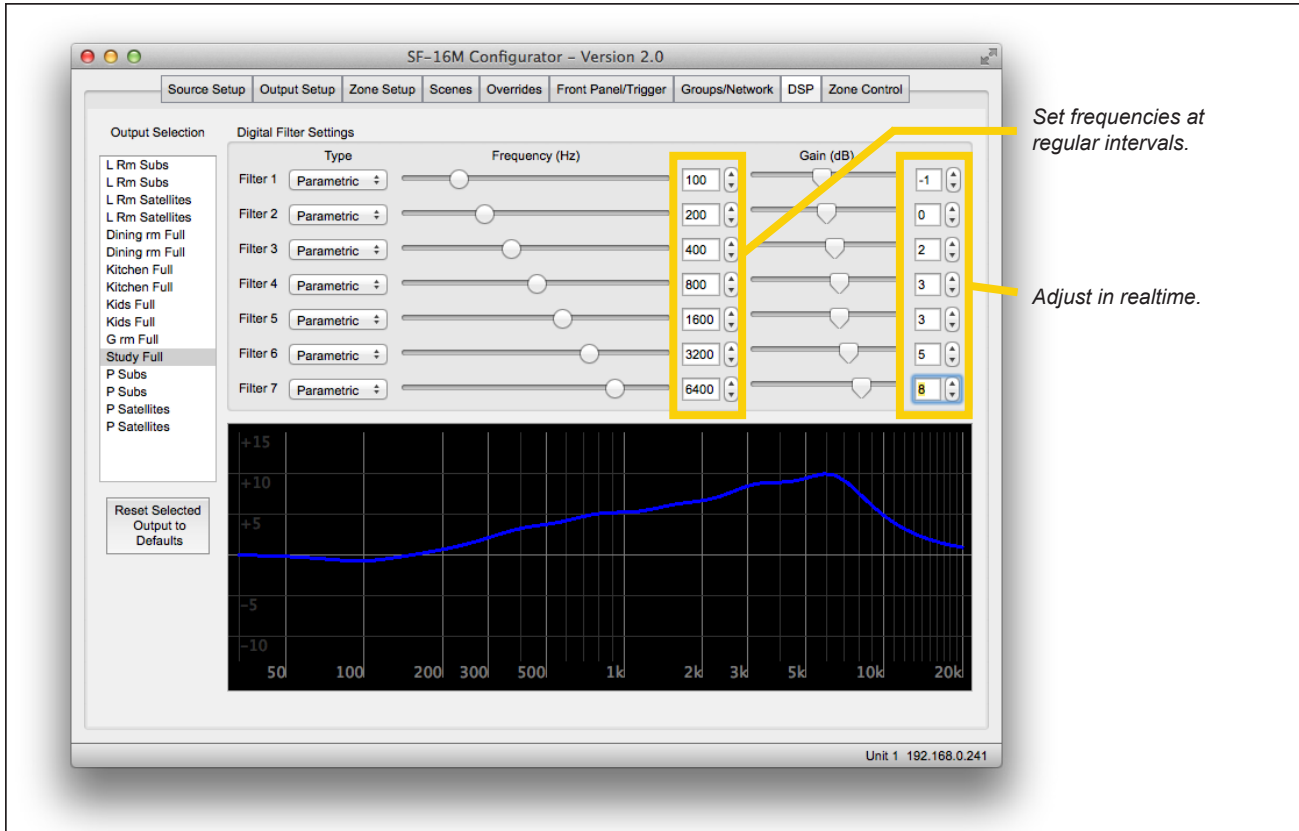 SF-16M Configurator – Version 2.0
Source Setup Output Setup Zone Setup Scenes Overrides Front Panel/Trigger Groups/Network DSP Zone Control
Set frequencies at
regular intervals.
Output Selection
L Rm Subs
L Rm Subs
L Rm Satellites
L Rm Satellites
Dining rm Full
Dining rm Full
Kitchen Full
Kitchen Full
Kids Full
Kids Full
G rm Full
Study Full
P Subs
P Subs
P Satellites
P Satellites
Reset Selected
Output to
Defaults
Digital Filter Settings
Type Frequency (Hz) Gain (dB)
Filter 1 Parametric 100 -1
Filter 2 Parametric 200 0
Filter 3 Parametric 400 2
Filter 4 Parametric 800 3
Filter 5 Parametric 1600 3
Filter 6 Parametric 3200 5
Filter 7 Parametric 6400 8
Adjust in realtime.
+15
+10
+5
-5
-10
50 100 200 300 500 1k 2k 3k 5k 10k 20k
Unit 1 192.168.0.241